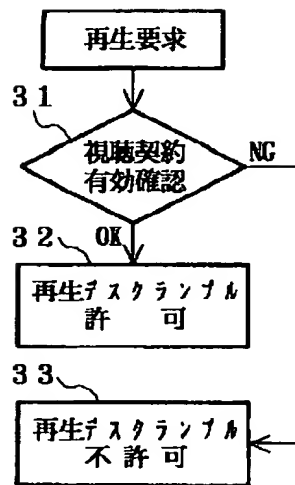 再生要求
３１
視聴契約
有効確認
NG
３２
OK
再生デスクランブル
許　可
３３
再生デスクランブル
不許可